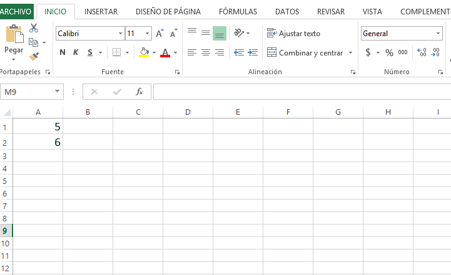 ARCHIVO INICIO INSERTAR DISEÑO DE PÁGINA FÓRMULAS DATOS REVISAR VISTA COMPLEMENT
Calibri 11 A A Ajustar texto General
Pegar N K S A Combinar y centrar $ % 000
Portapapeles Fuente Alineación Número
M9 fx
A B C D E F G H I
1 5
2 6
3
4
5
6
7
8
9
10
11
12